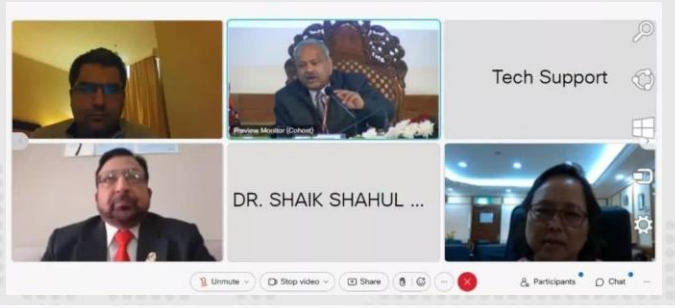 Preview Monitor (Cohost)
Tech Support
DR. SHAIK SHAHUL ...
Unmute
Stop video
Share
Participants
Chat